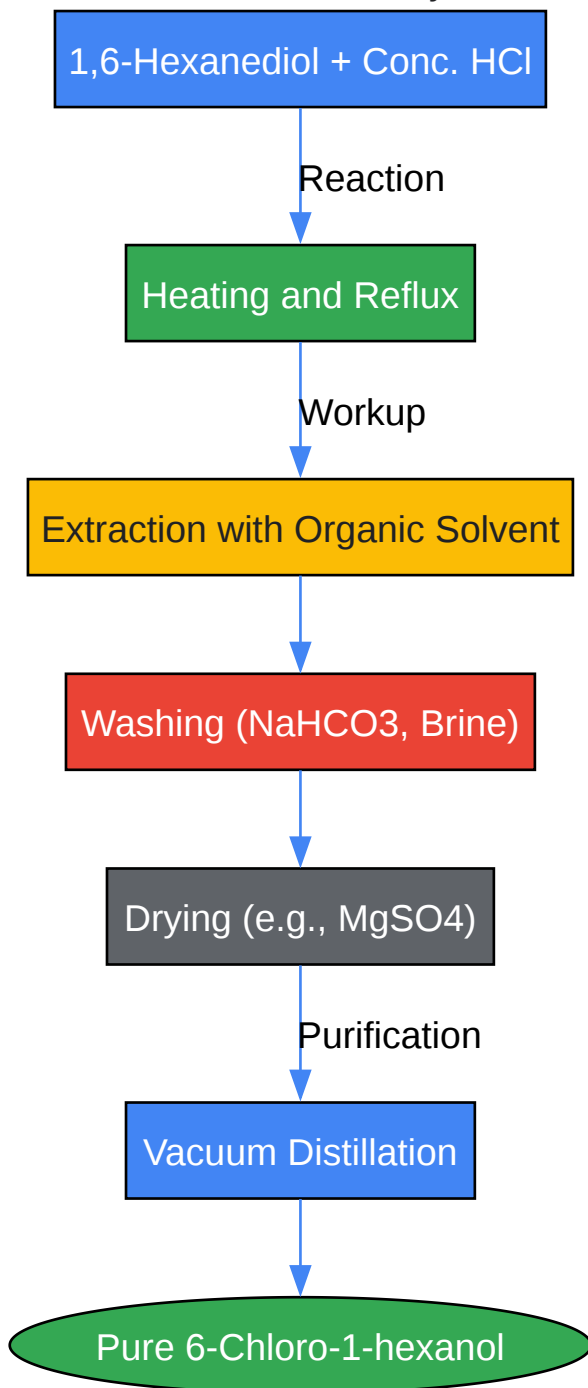 1,6-Hexanediol + Conc. HCl
Reaction
Heating and Reflux
Workup
Extraction with Organic Solvent
Washing (NaHCO3, Brine)
Drying (e.g., MgSO4)
Purification
Vacuum Distillation
Pure 6-Chloro-1-hexanol